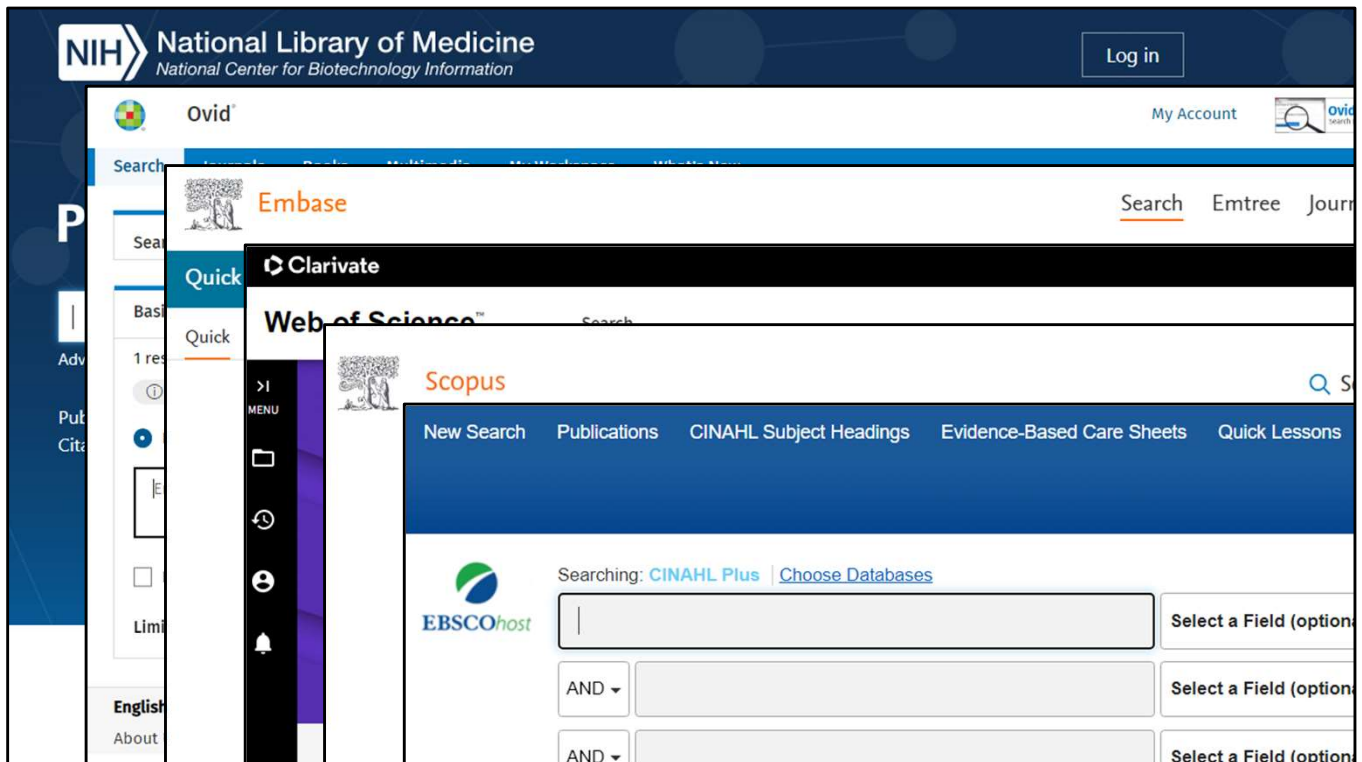 NIH National Library of Medicine
National Center for Biotechnology Information
Log in
Ovid
My Account
Search
Embase
Search Emtree
Quick
Clarivate
Web of Science™
Search
Quick
MENU
Scopus
New Search Publications CINAHL Subject Headings Evidence-Based Care Sheets Quick Lessons
Searching: CINAHL Plus Choose Databases
EBSCOhost
Select a Field (optiona
AND
Select a Field (optiona
AND
Select a Field (optiona
English
About